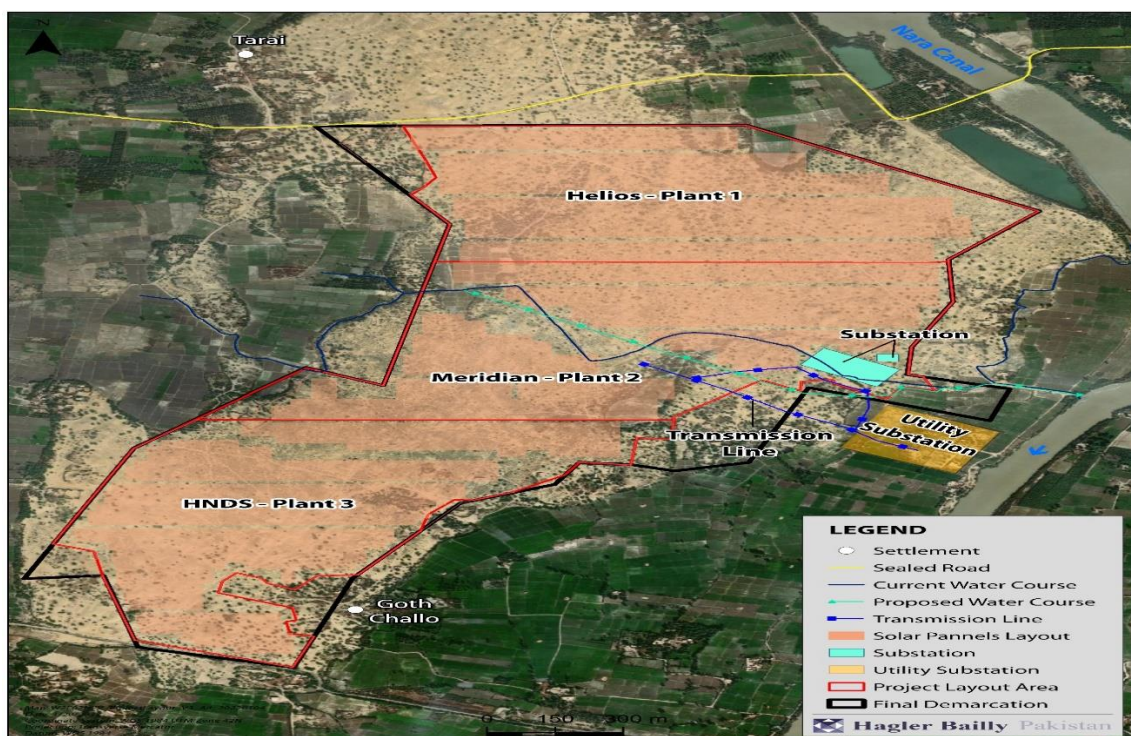 N
Tarai
Nara Canal
Helios - Plant 1
Substation
Meridian - Plant 2
Transmission
Line
Utility
Substation
HNDS - Plant 3
Goth
Challo
0 150 300 m
LEGEND
Settlement
Sealed Road
Current Water Course
Proposed Water Course
Transmission Line
Solar Pannels Layout
Substation
Utility Substation
Project Layout Area
Final Demarcation
Hagler Bailly Pakistan